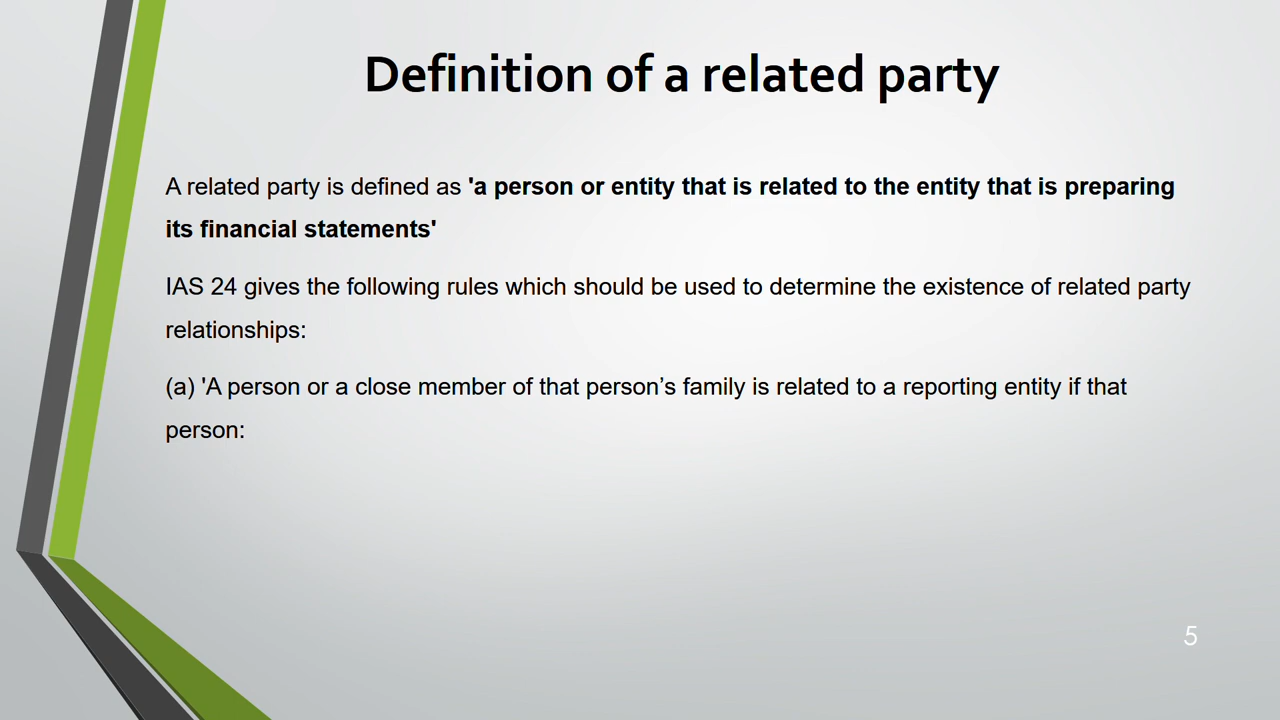 Definition of a related party
A related party is defined as 'a person or entity that is related to the entity that is preparing
its financial statements'
IAS 24 gives the following rules which should be used to determine the existence of related party
relationships:
(a) 'A person or a close member of that person’s family is related to a reporting entity if that
person:
5